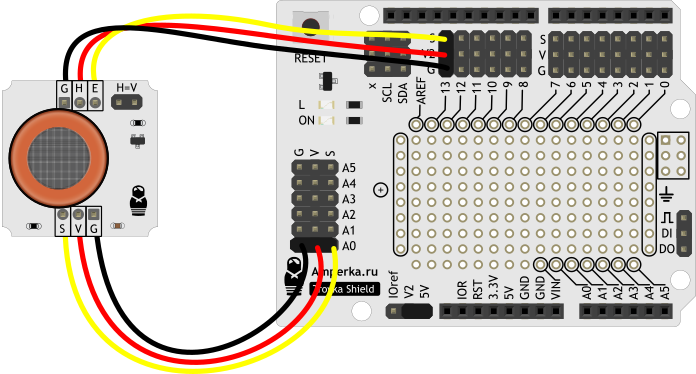 RESET
S
V
G
S
V
G
X
SCL
SDA
AREF
13
12
11
10
9
8
7
6
5
4
3
2
1
0
G H E
H=V
L
ON
G V S
A5
A4
A3
A2
A1
A0
S V G
DI
DO
Amperka.ru
Troyka Shield
IOref
V2
5V
IOR
RST
3.3V
5V
GND
GND
VIN
A0
A1
A2
A3
A4
A5